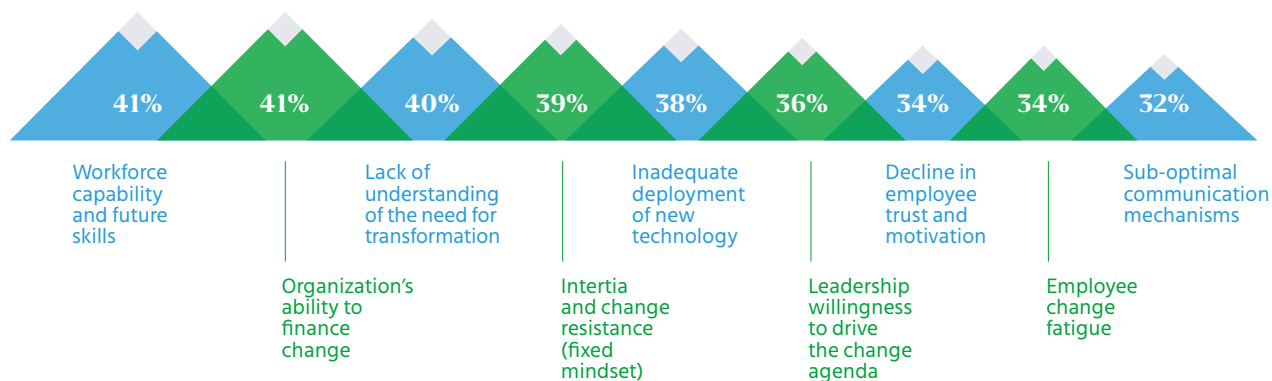 41%
41%
40%
39%
38%
36%
34%
34%
32%
Workforce
capability
and future
skills
Organization's
ability to
finance
change
Lack of
understanding
of the need for
transformation
Intertia
and change
resistance
(fixed
mindset)
Inadequate
deployment
of new
technology
Leadership
willingness
to drive
the change
agenda
Decline in
employee
trust and
motivation
Employee
change
fatigue
Sub-optimal
communication
mechanisms